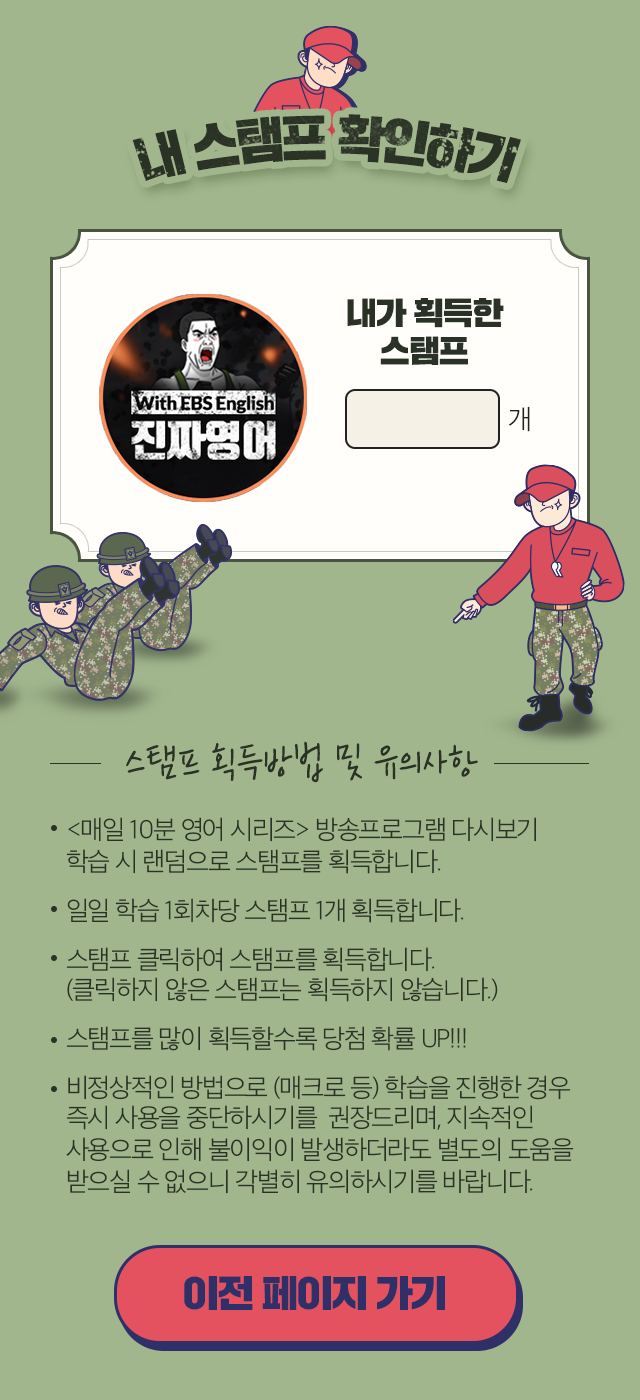 내 스탬프 확인하기
With EBS English
진짜영어
내가 획득한
스탬프
개
스탬프 획득방법 및 유의사항
• <매일 10분 영어 시리즈> 방송프로그램 다시보기
학습 시 랜덤으로 스탬프를 획득합니다.
• 일일 학습 1회차당 스탬프 1개 획득합니다.
• 스탬프 클릭하여 스탬프를 획득합니다.
(클릭하지 않은 스탬프는 획득하지 않습니다.)
• 스탬프를 많이 획득할수록 당첨 확률 UP!!!
• 비정상적인 방법으로 (매크로 등) 학습을 진행한 경우
즉시 사용을 중단하시기를 권장드리며, 지속적인
사용으로 인해 불이익이 발생하더라도 별도의 도움을
받으실 수 없으니 각별히 유의하시기를 바랍니다.
이전 페이지 가기